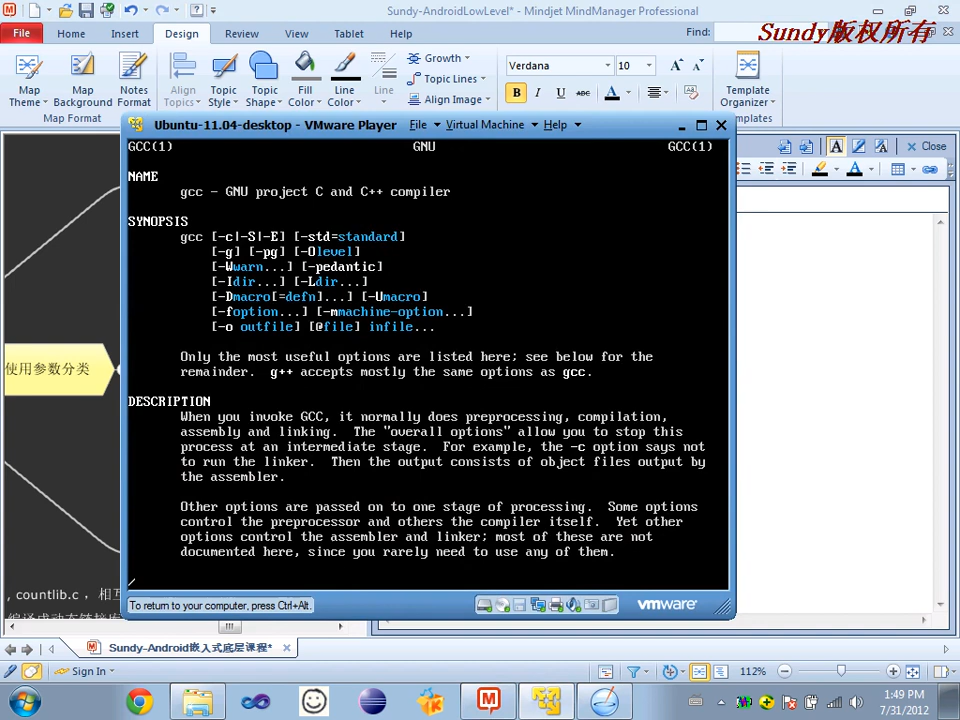 Sundy-AndroidLowLevel* - Mindjet MindManager Professional
Sundy版权所有
File Home Insert Design Review View Tablet Help Find:
Growth
Verdana 10
Topic Lines
Map Theme Map Background Notes Format Align Topics Topic Style Topic Shape Fill Color Line Color Line Align Image B I U ABC A Template Organizer
Map Format
Ubuntu-11.04-desktop - VMware Player File Virtual Machine Help
Close
GCC(1) GNU GCC(1)
NAME
gcc - GNU project C and C++ compiler
SYNOPSIS
gcc [-c|-S|-E] [-std=standard]
[-g] [-pg] [-Olevel]
[-Wwarn...] [-pedantic]
[-Idir...] [-Ldir...]
[-Dmacro[=defn]...] [-Umacro]
[-foption...] [-mmachine-option...]
[-o outfile] [@file] infile...
Only the most useful options are listed here; see below for the
remainder. g++ accepts mostly the same options as gcc.
使用参数分类
DESCRIPTION
When you invoke GCC, it normally does preprocessing, compilation,
assembly and linking. The "overall options" allow you to stop this
process at an intermediate stage. For example, the -c option says not
to run the linker. Then the output consists of object files output by
the assembler.
Other options are passed on to one stage of processing. Some options
control the preprocessor and others the compiler itself. Yet other
options control the assembler and linker; most of these are not
documented here, since you rarely need to use any of them.
/
, countlib.c ，相互
To return to your computer, press Ctrl+Alt. vmware
Sundy-Android嵌入式底层课程*
Sign In 112%
1:49 PM
7/31/2012